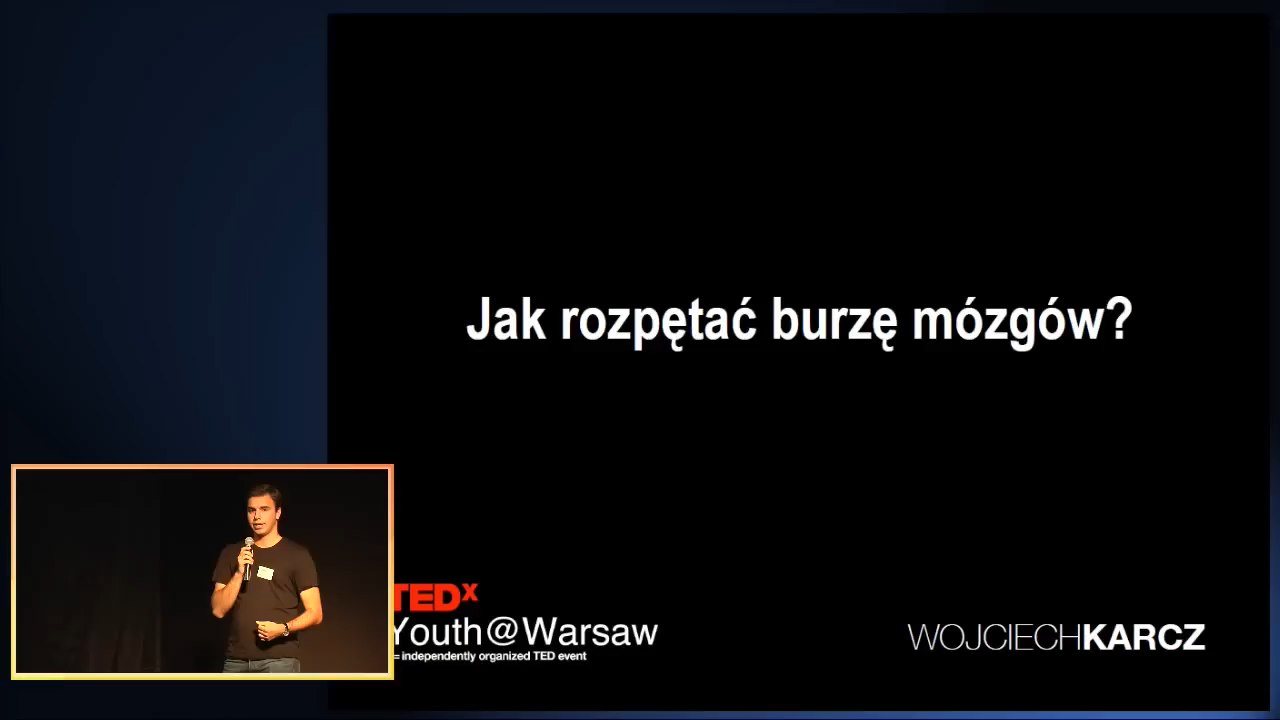 Jak rozpętać burzę mózgów?
TEDx
Youth@Warsaw
= independently organized TED event
WOJCIECHKARCZ